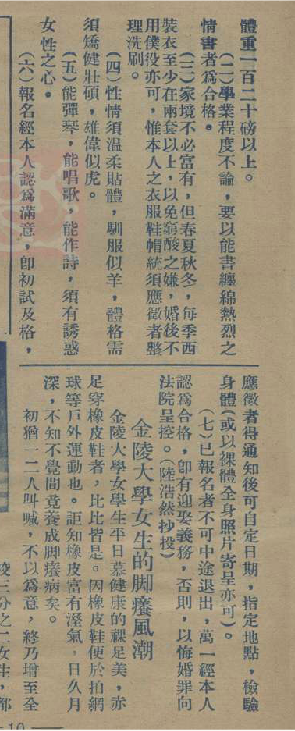 體重一百二十磅以上。
(二)學業程度不論，要以能書纏綿熱烈之
情書者爲合格。
(三)家境不必富有，但春夏秋冬，每季西
裝衣至少在兩套以上，以免窮酸之嫌，婚後不
用僕役亦可，惟本人之衣服鞋帽統須應徵者整
理洗刷。
(四)性情須溫柔貼體，馴服似羊，體格需
須矯健壯碩，雄偉似虎。
(五)能彈琴，能唱歌，能作詩，須有誘惑
女性之心。
(六)報名經本人認爲滿意，卽初試及格，
應徵者得通知後可自定日期，指定地點，檢驗
身體(或以裸體全身照片寄呈亦可)。
(七)已報名者不可中途退出，萬一經本人
認爲合格，卽有迎娶義務，否則，以悔婚罪向
法院呈控。(陸浩然抄投)
金陵大學女生的脚癢風潮
金陵大學女學生平日慕健康的裸足美，赤
足穿橡皮鞋者，比比皆是。因橡皮鞋便於拍網
球等戶外運動也。詎知橡皮富有溼氣，日久月
深，不知不覺間竟養成脚癢病矣。
初猶一二人叫喊，不以爲意，終乃增至全
校三分之一女生，都
10